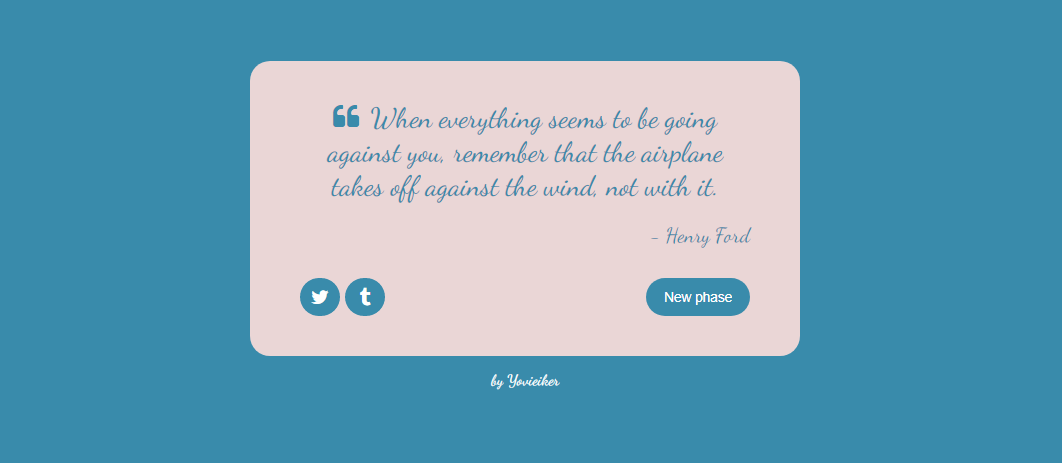 ❝ When everything seems to be going
against you, remember that the airplane
takes off against the wind, not with it.
- Henry Ford
New phase
by Yovieiker